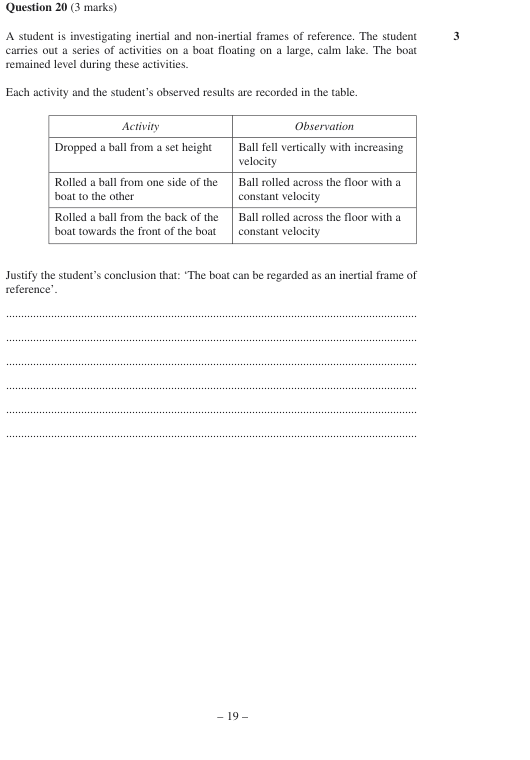 Question 20 (3 marks)
A student is investigating inertial and non-inertial frames of reference. The student 3
carries out a series of activities on a boat floating on a large, calm lake. The boat
remained level during these activities.
Each activity and the student’s observed results are recorded in the table.
Activity Observation
Dropped a ball from a set height Ball fell vertically with increasing
velocity
Rolled a ball from one side of the Ball rolled across the floor with a
boat to the other constant velocity
Rolled a ball from the back of the Ball rolled across the floor with a
boat towards the front of the boat constant velocity
Justify the student’s conclusion that: ‘The boat can be regarded as an inertial frame of
reference’.
– 19 –